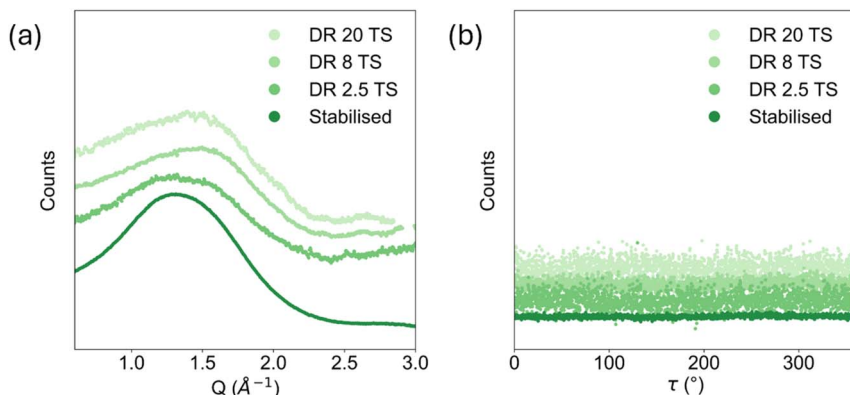 (a)
DR 20 TS
DR 8 TS
DR 2.5 TS
Stabilised
Counts
1.0 1.5 2.0 2.5 3.0
Q (Å⁻¹)
(b)
DR 20 TS
DR 8 TS
DR 2.5 TS
Stabilised
Counts
0 100 200 300
τ (°)